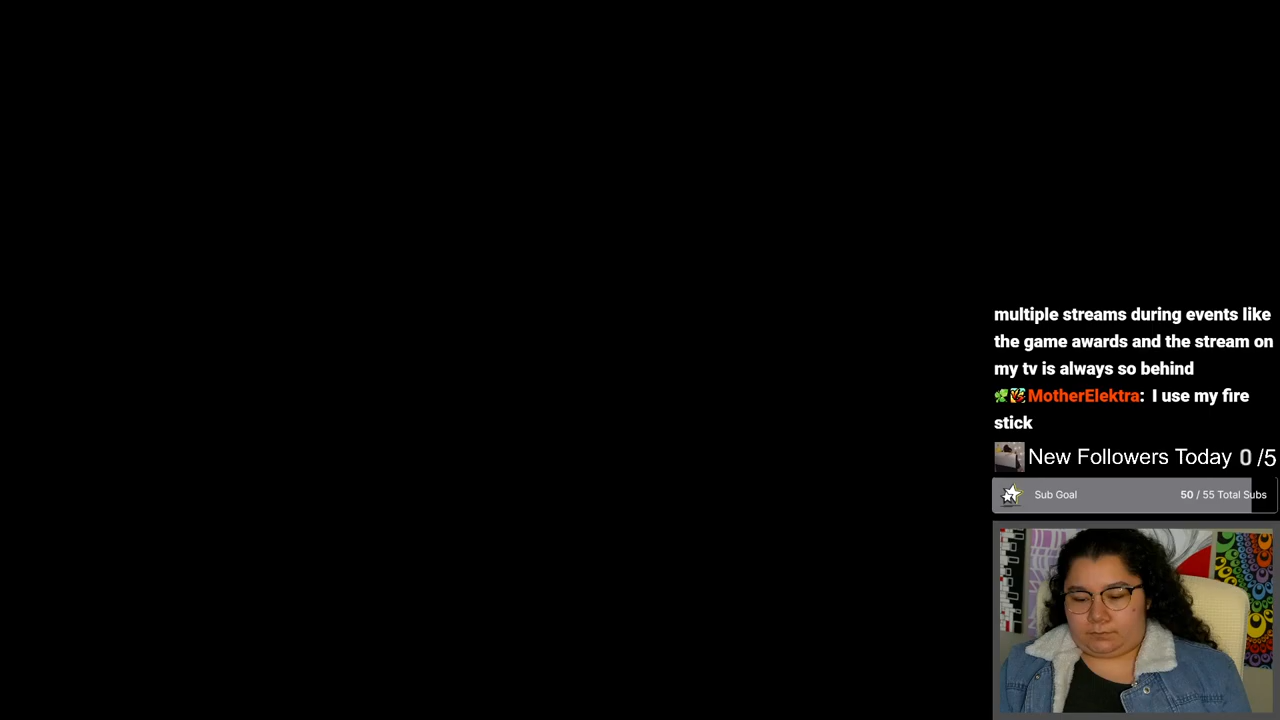 multiple streams during events like
the game awards and the stream on
my tv is always so behind
MotherElektra: I use my fire
stick
New Followers Today 0 /5
Sub Goal 50 / 55 Total Subs